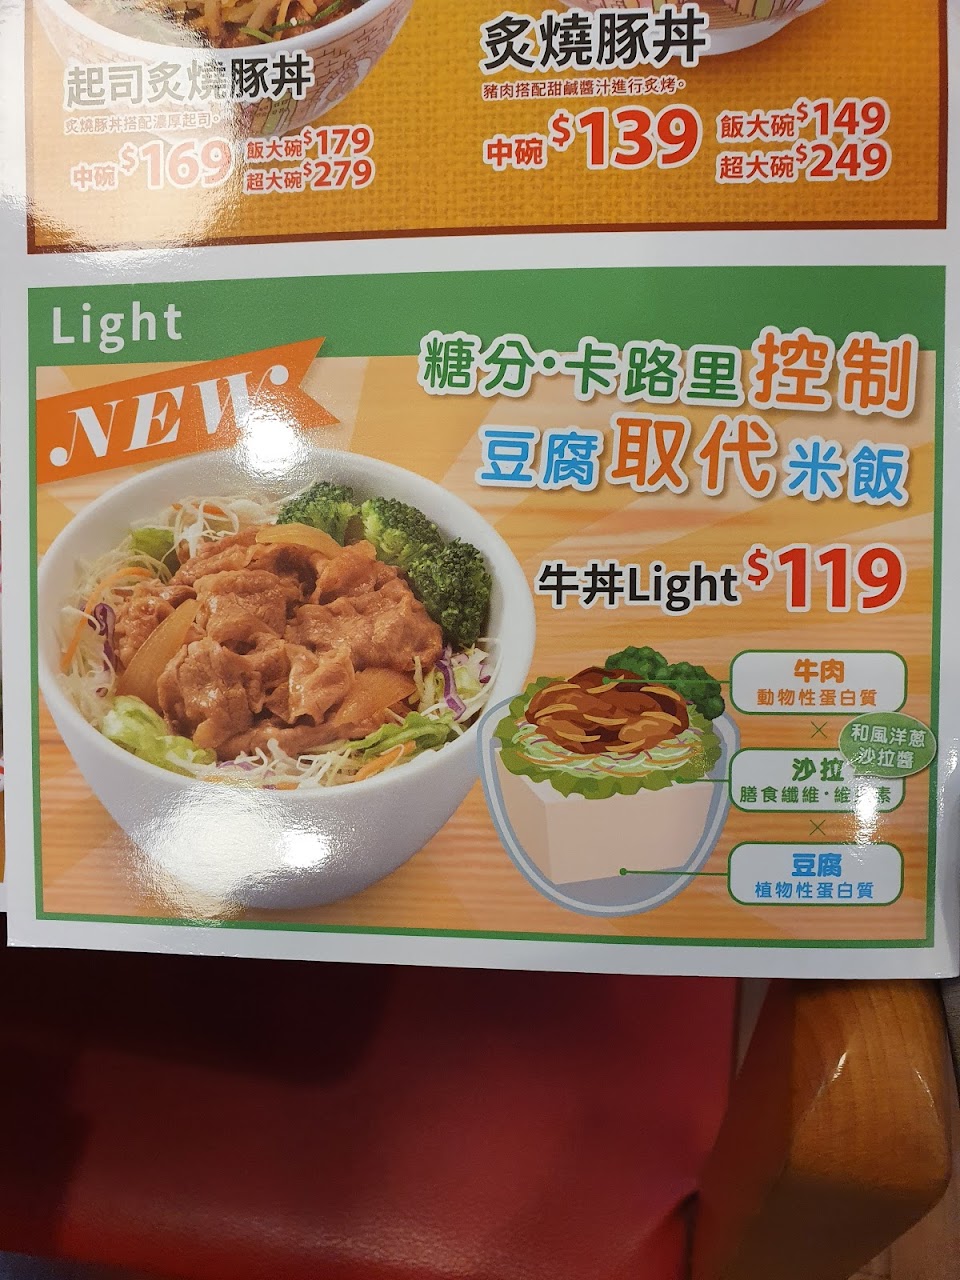 起司炙燒豚丼
炙燒豚丼搭配濃厚起司。
中碗 $169
飯大碗 $179
超大碗 $279
炙燒豚丼
豬肉搭配甜鹹醬汁進行炙烤。
中碗 $139
飯大碗 $149
超大碗 $249
Light
NEW
糖分·卡路里控制
豆腐取代米飯
牛丼Light $119
牛肉
動物性蛋白質
×
和風洋蔥
沙拉醬
沙拉
膳食纖維·維 素
×
豆腐
植物性蛋白質